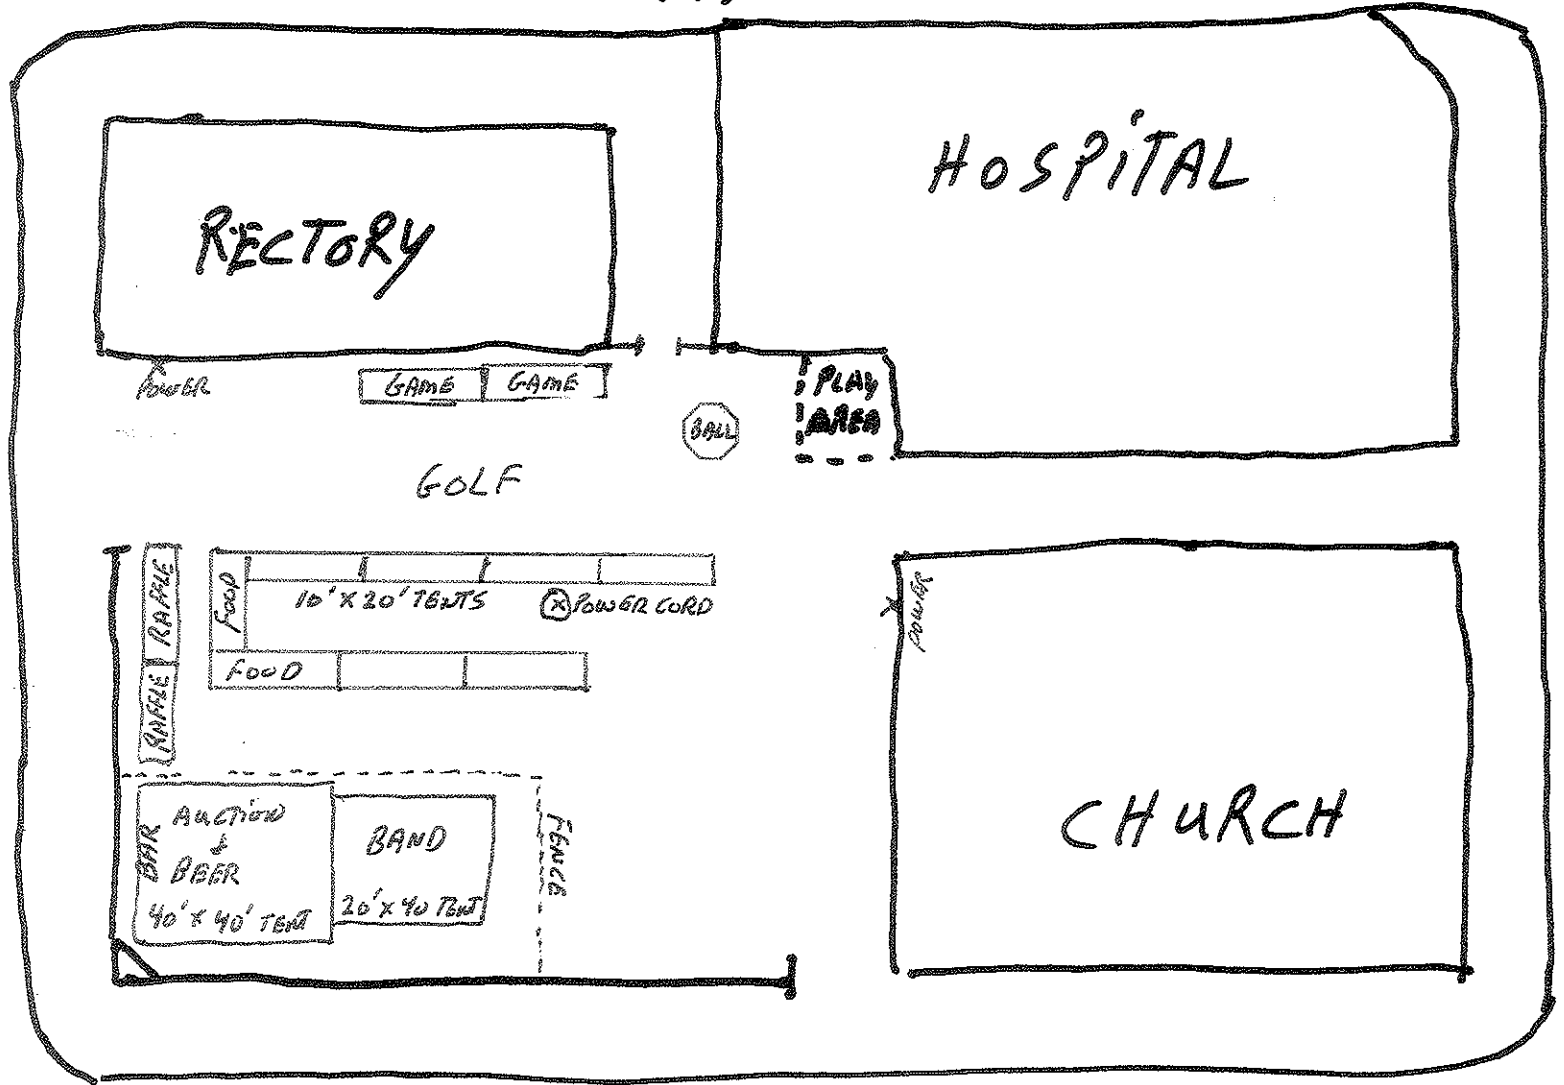 HOSPITAL
RECTORY
POWER
GAME
GAME
PLAY
AREA
BALL
GOLF
RAFFLE
FOOD
10' X 20' TENTS
X POWER CORD
X
POWER
FOOD
RAFFLE
AUCTION
BAR
BEER
40' X 40' TENT
BAND
20' X 40 TENT
FENCE
CHURCH